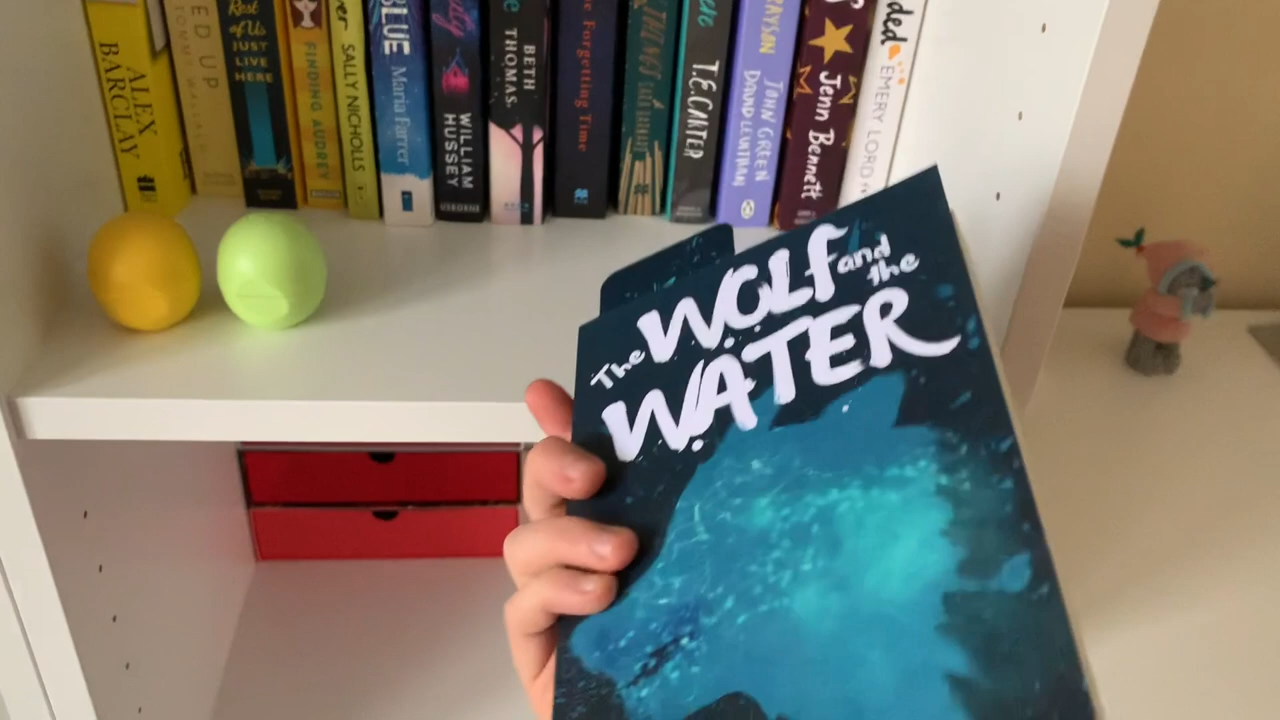 ALEX
BARCLAY
ED UP
Rest
of Us
JUST
LIVE
HERE
FINDING AUDREY
SALLY NICHOLLS
BLUE Maria Farrer
WILLIAM
HUSSEY
USBORNE
BETH
THOMAS.
Forgetting Time
THINGS
T.E.CARTER
JOHN GREEN
DAVID LEVITHAN
Jenn Bennett
ded
EMERY LORD
The WOLF and the
WATER